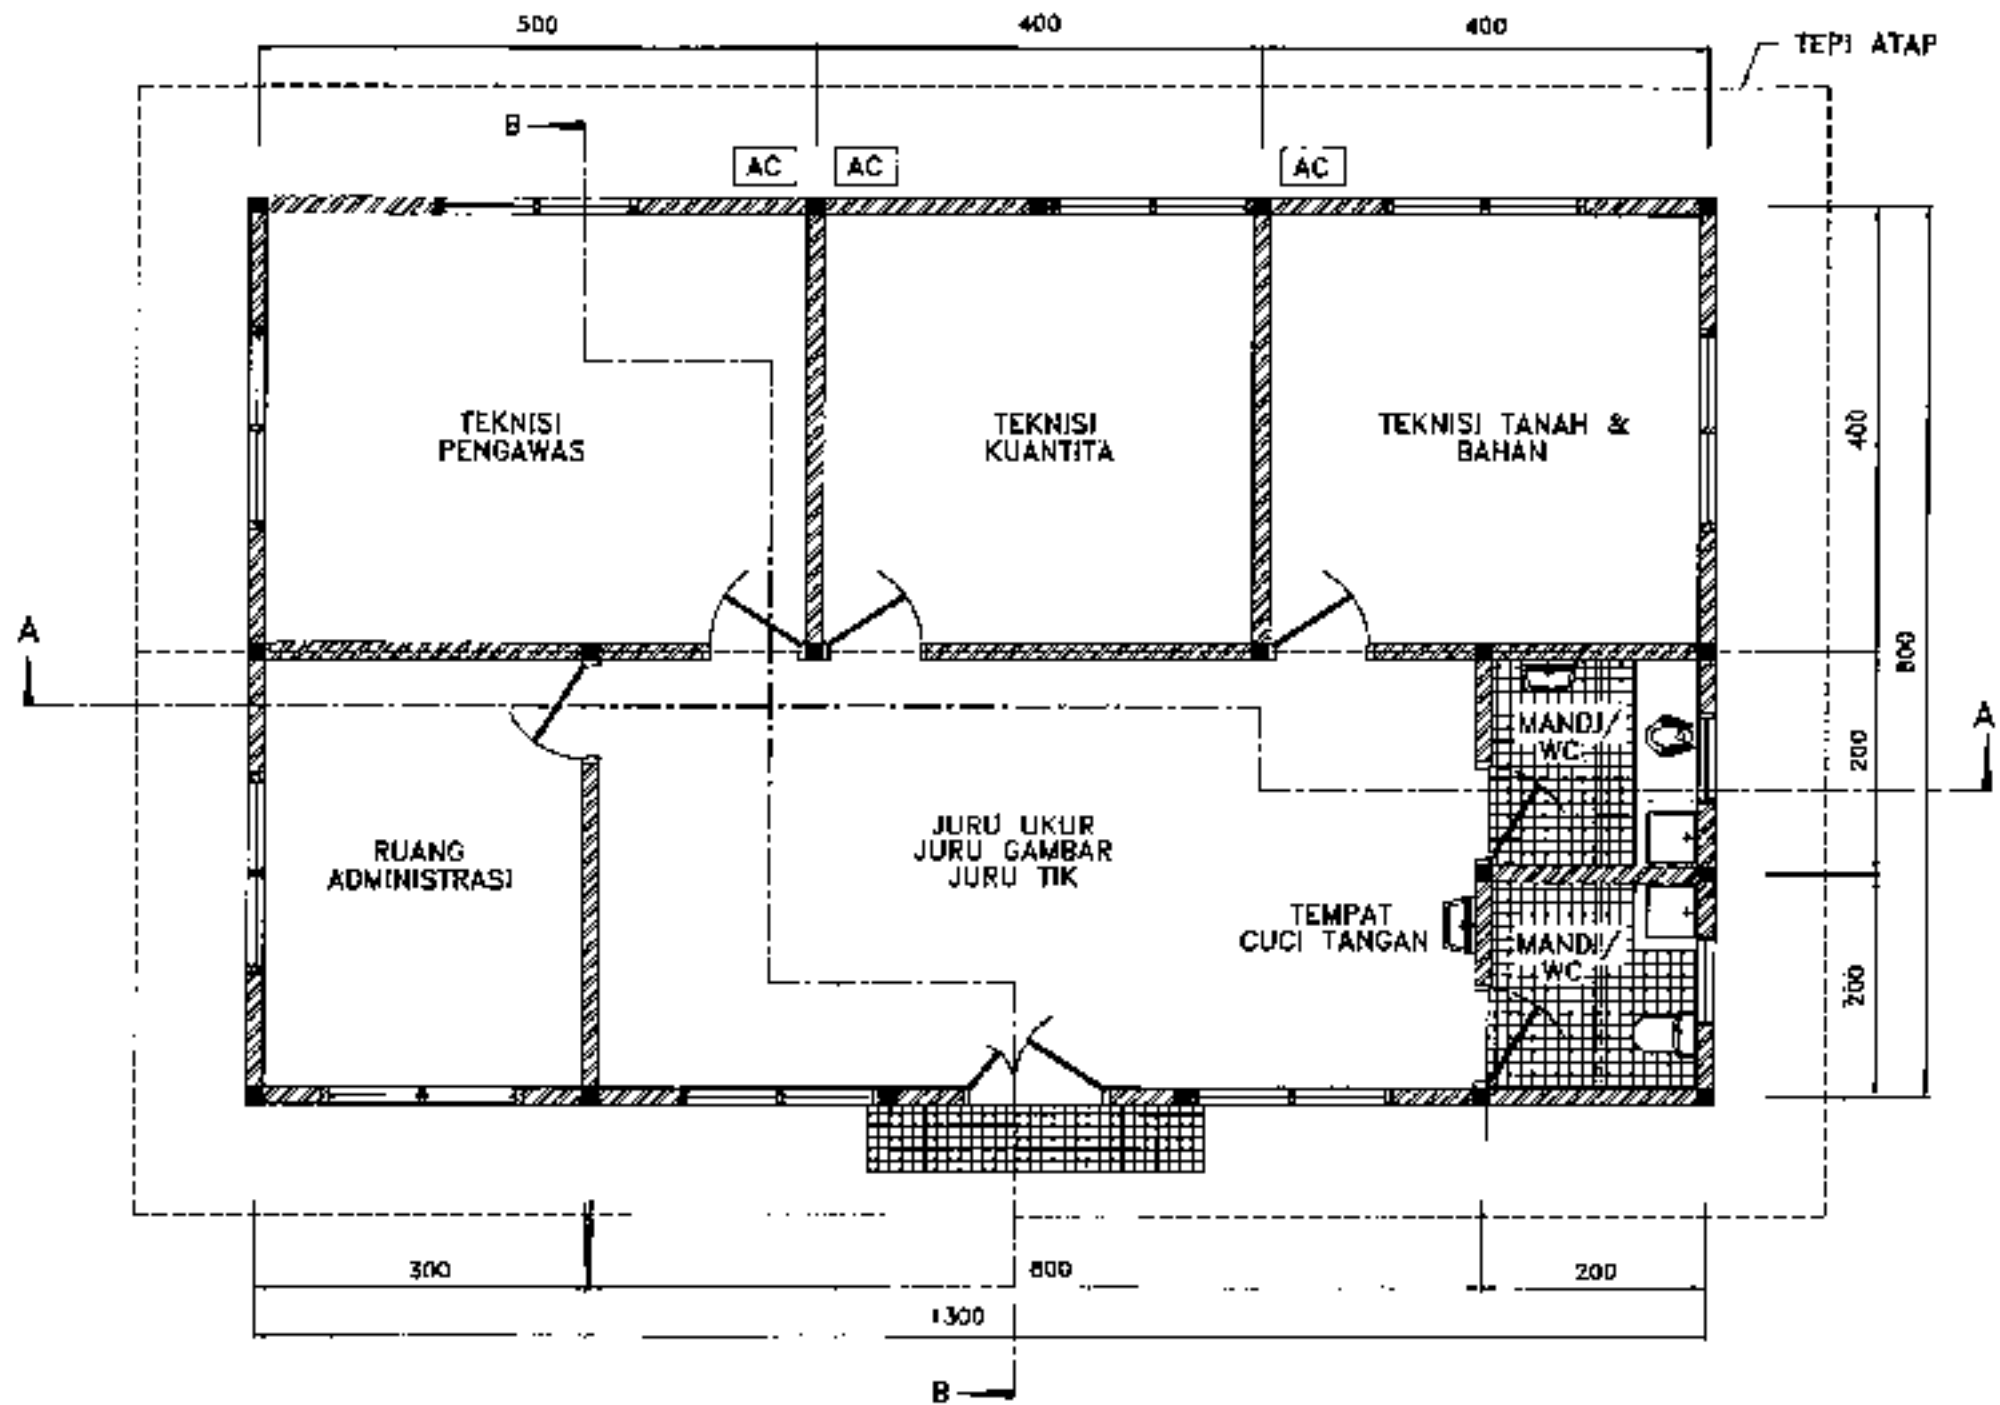 500
400
400
TEPI ATAP
B
AC
AC
AC
TEKNISI
PENGAWAS
TEKNISI
KUANTITA
TEKNISI TANAH &
BAHAN
400
800
A
A
MANDI/
WC
200
RUANG
ADMINISTRASI
JURU UKUR
JURU GAMBAR
JURU TIK
TEMPAT
CUCI TANGAN
MANDI/
WC
200
300
800
200
1300
B